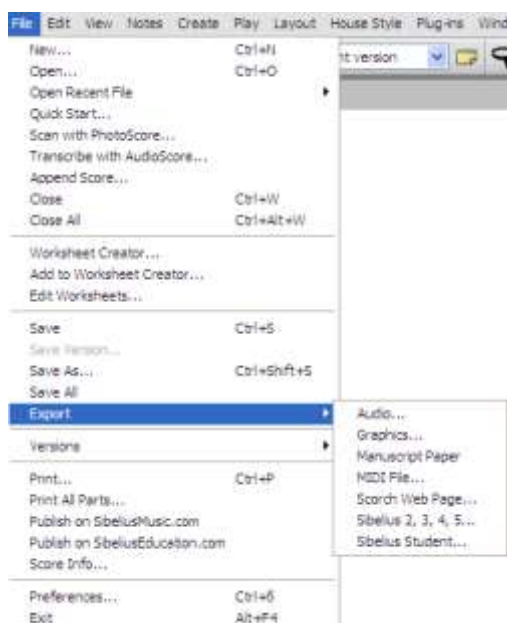 File Edit View Notes Create Play Layout House Style Plug-ins Wind
New... Ctrl+N
nt version
Open... Ctrl+O
Open Recent File
Quick Start...
Scan with PhotoScore...
Transcribe with AudioScore...
Append Score...
Close Ctrl+W
Close All Ctrl+Alt+W
Worksheet Creator...
Add to Worksheet Creator...
Edit Worksheets...
Save Ctrl+S
Save Version...
Save As... Ctrl+Shift+S
Save All
Export
Versions
Print... Ctrl+P
Print All Parts...
Publish on SibeliusMusic.com
Publish on SibeliusEducation.com
Score Info...
Preferences... Ctrl+6
Exit Alt+F4
Audio...
Graphics...
Manuscript Paper
MIDI File...
Scorch Web Page...
Sibelius 2, 3, 4, 5...
Sibelius Student...